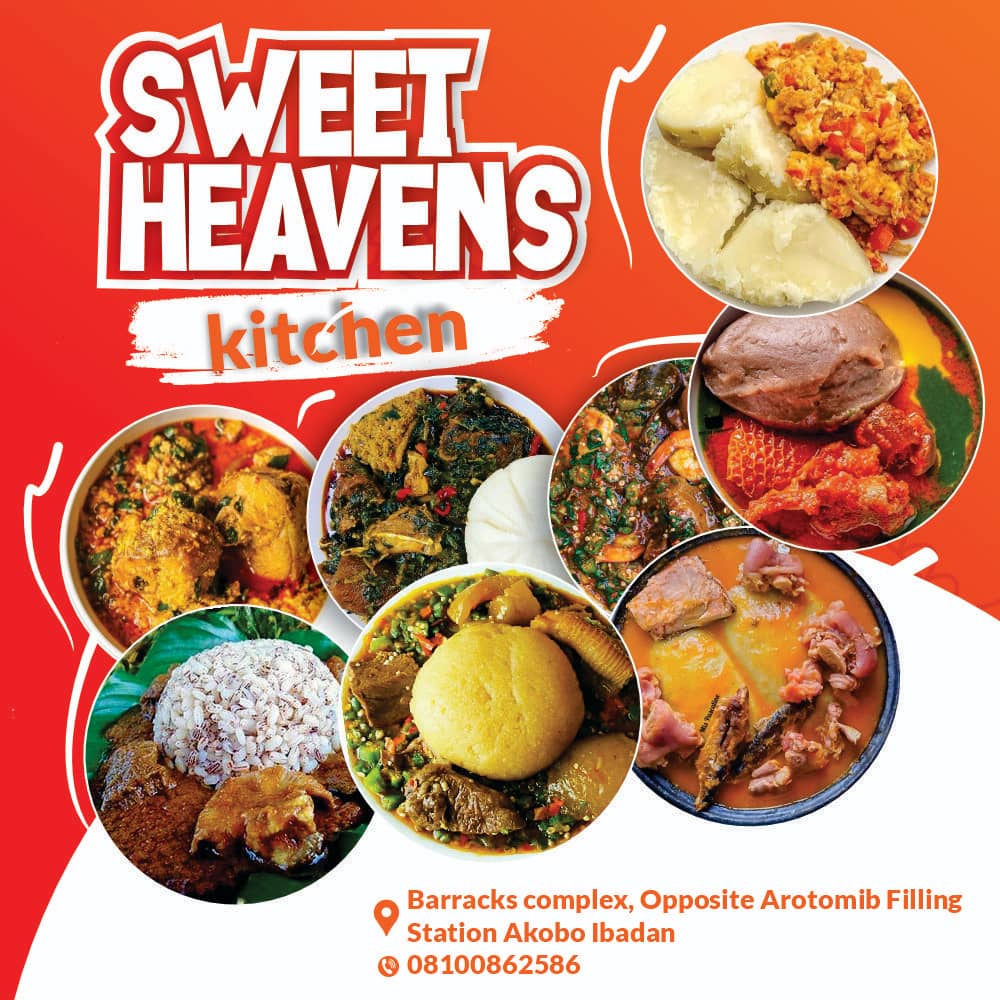 SWEET
HEAVENS
kitchen
Barracks complex, Opposite Arotomib Filling
Station Akobo Ibadan
08100862586